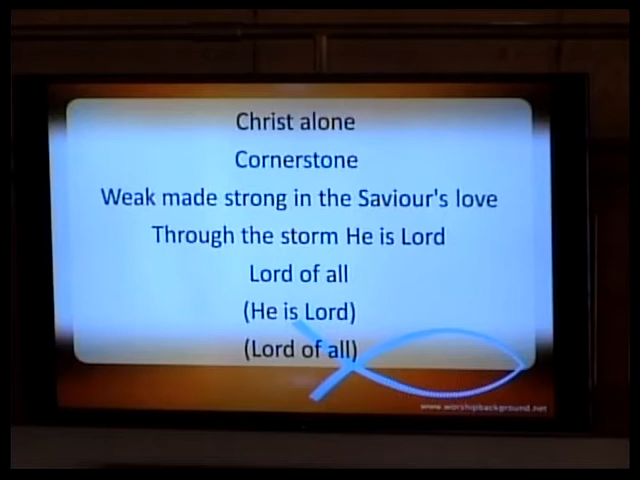 Christ alone
Cornerstone
Weak made strong in the Saviour's love
Through the storm He is Lord
Lord of all
(He is Lord)
(Lord of all)
www.worshipbackground.net